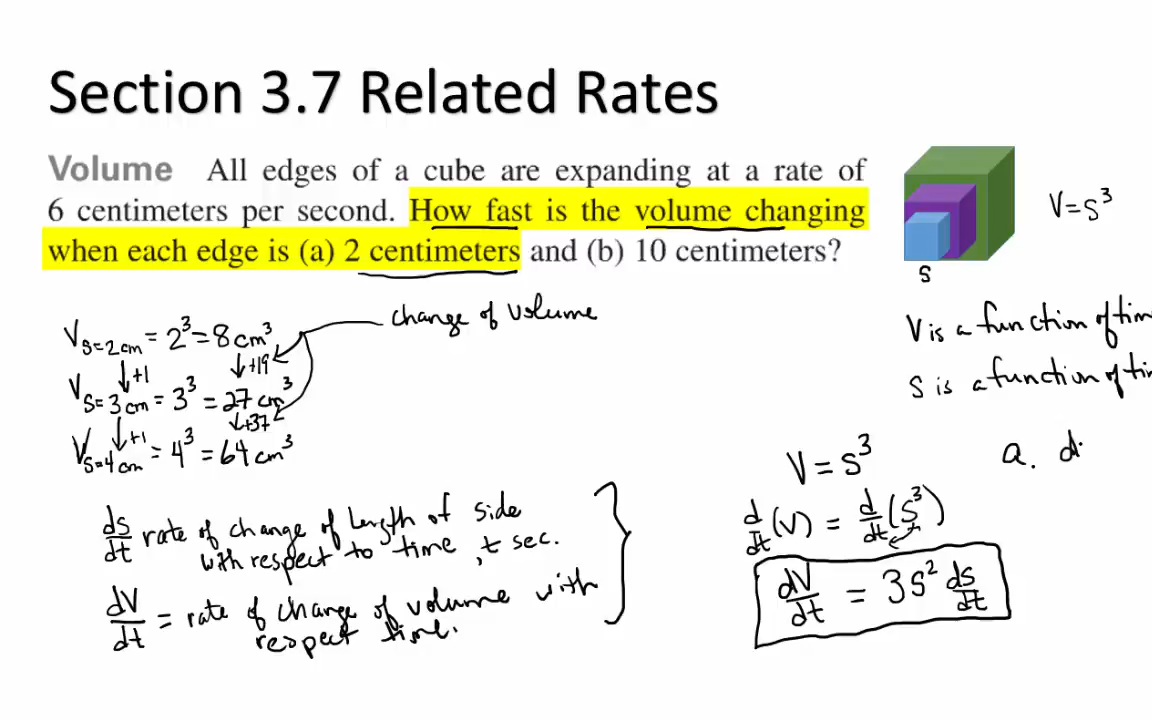 Section 3.7 Related Rates
Volume All edges of a cube are expanding at a rate of
6 centimeters per second. How fast is the volume changing
when each edge is (a) 2 centimeters and (b) 10 centimeters?
V=S³
S
change of volume
V S=2cm = 2³ = 8 cm³
↓+1 ↓+19
V S=3cm = 3³ = 27 cm³
↓+1 ↓+37
V S=4cm = 4³ = 64 cm³
V is a function of tim
S is a function of ti
ds/dt rate of change of length of side
with respect to time, t sec.
dV/dt = rate of change of volume with
respect time.
V = S³
d/dt (V) = d/dt (S³)
dV/dt = 3S² ds/dt
a. d